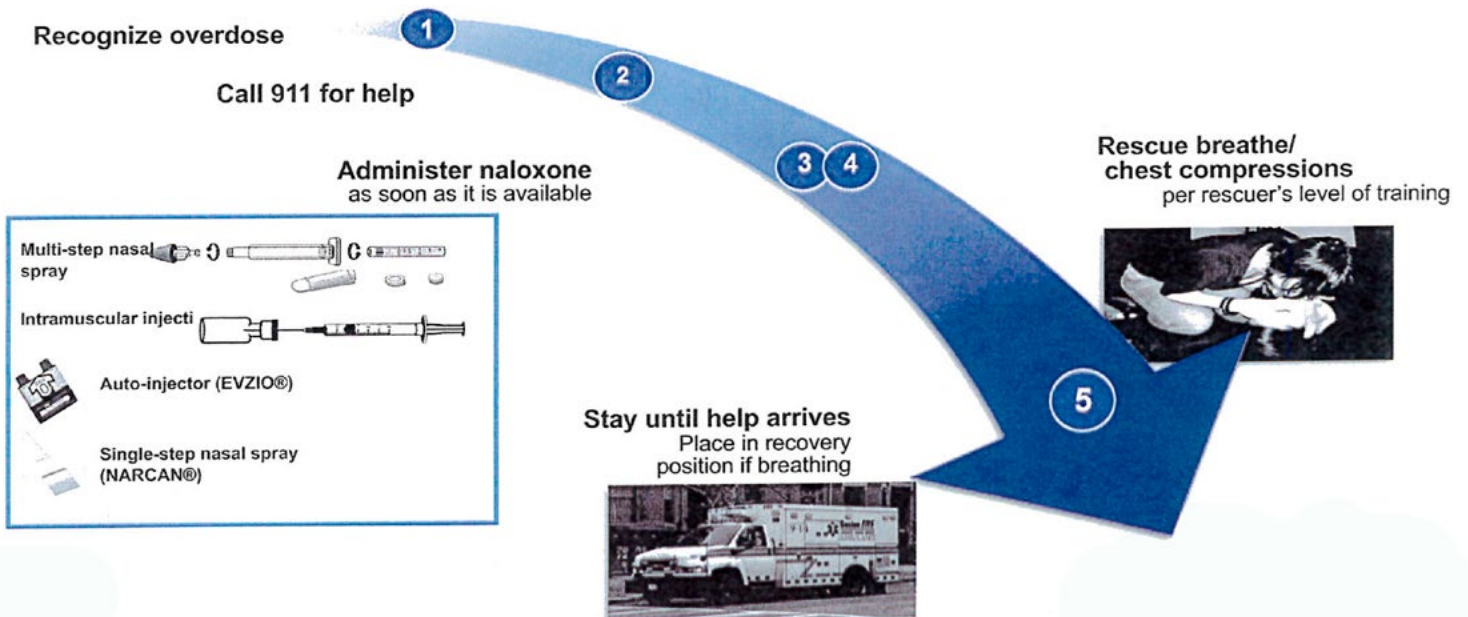 Recognize overdose
1
2
Call 911 for help
3 4
Administer naloxone
as soon as it is available
Rescue breathe/
chest compressions
per rescuer's level of training
Multi-step nasal
spray
Intramuscular injecti
Auto-injector (EVZIO®)
Single-step nasal spray
(NARCAN®)
5
Stay until help arrives
Place in recovery
position if breathing